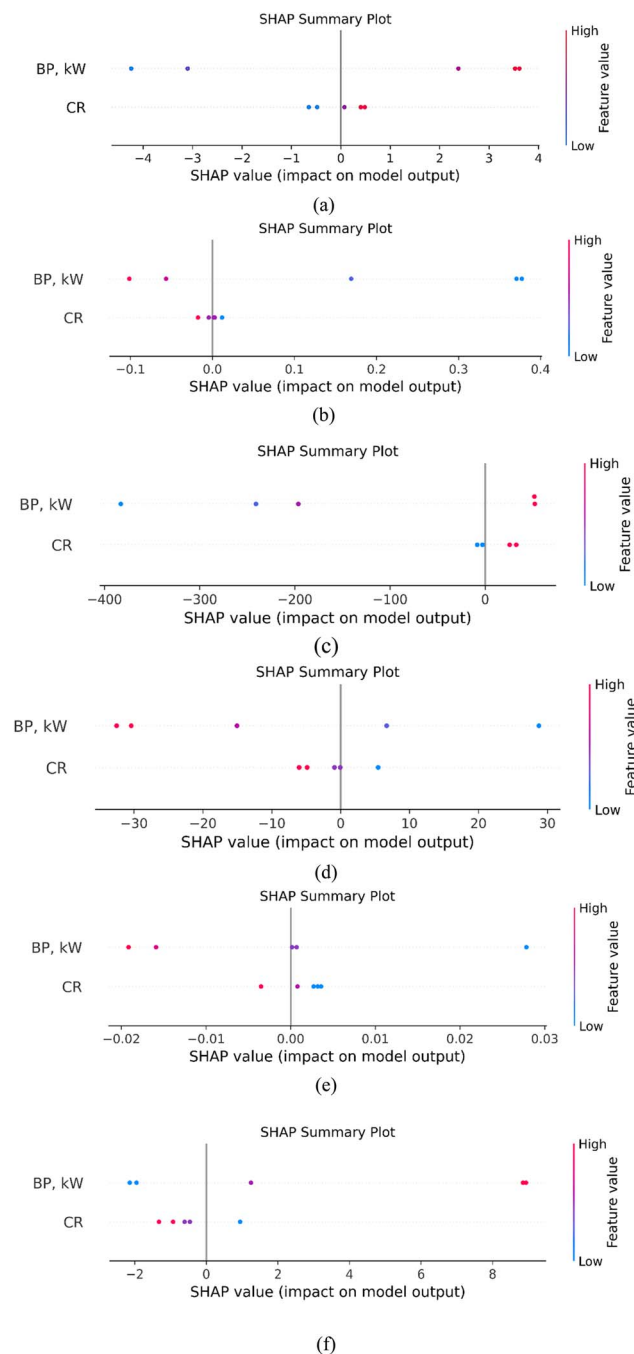 SHAP Summary Plot
High
BP, kW
CR
Feature value
Low
−4 −3 −2 −1 0 1 2 3 4
SHAP value (impact on model output)
(a)
SHAP Summary Plot
High
BP, kW
CR
Feature value
Low
−0.1 0.0 0.1 0.2 0.3 0.4
SHAP value (impact on model output)
(b)
SHAP Summary Plot
High
BP, kW
CR
Feature value
Low
−400 −300 −200 −100 0
SHAP value (impact on model output)
(c)
SHAP Summary Plot
High
BP, kW
CR
Feature value
Low
−30 −20 −10 0 10 20 30
SHAP value (impact on model output)
(d)
SHAP Summary Plot
High
BP, kW
CR
Feature value
Low
−0.02 −0.01 0.00 0.01 0.02 0.03
SHAP value (impact on model output)
(e)
SHAP Summary Plot
High
BP, kW
CR
Feature value
Low
−2 0 2 4 6 8
SHAP value (impact on model output)
(f)